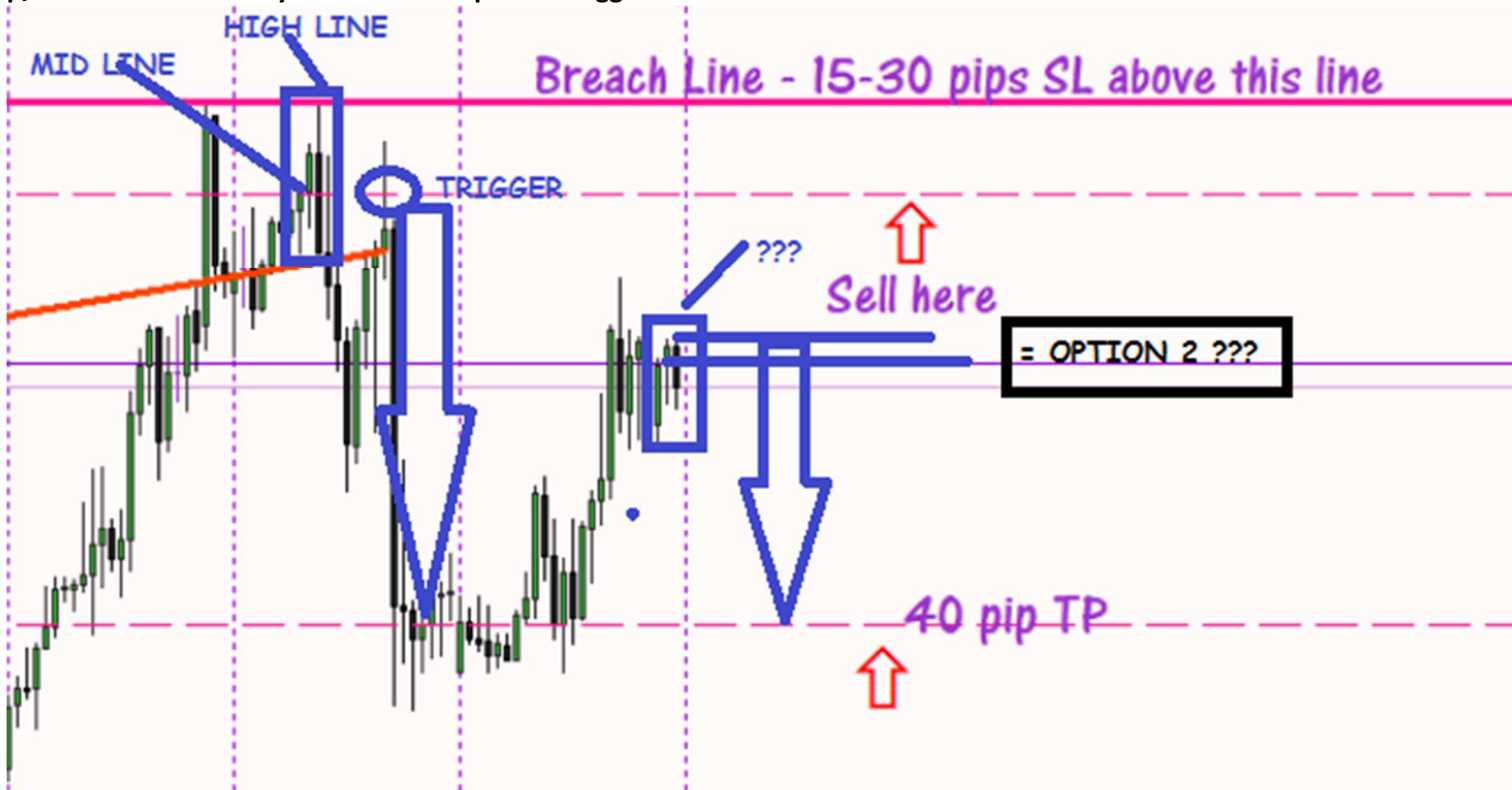 HIGH LINE
MID LINE
Breach Line - 15-30 pips SL above this line
TRIGGER
???
Sell here
= OPTION 2 ???
40 pip TP